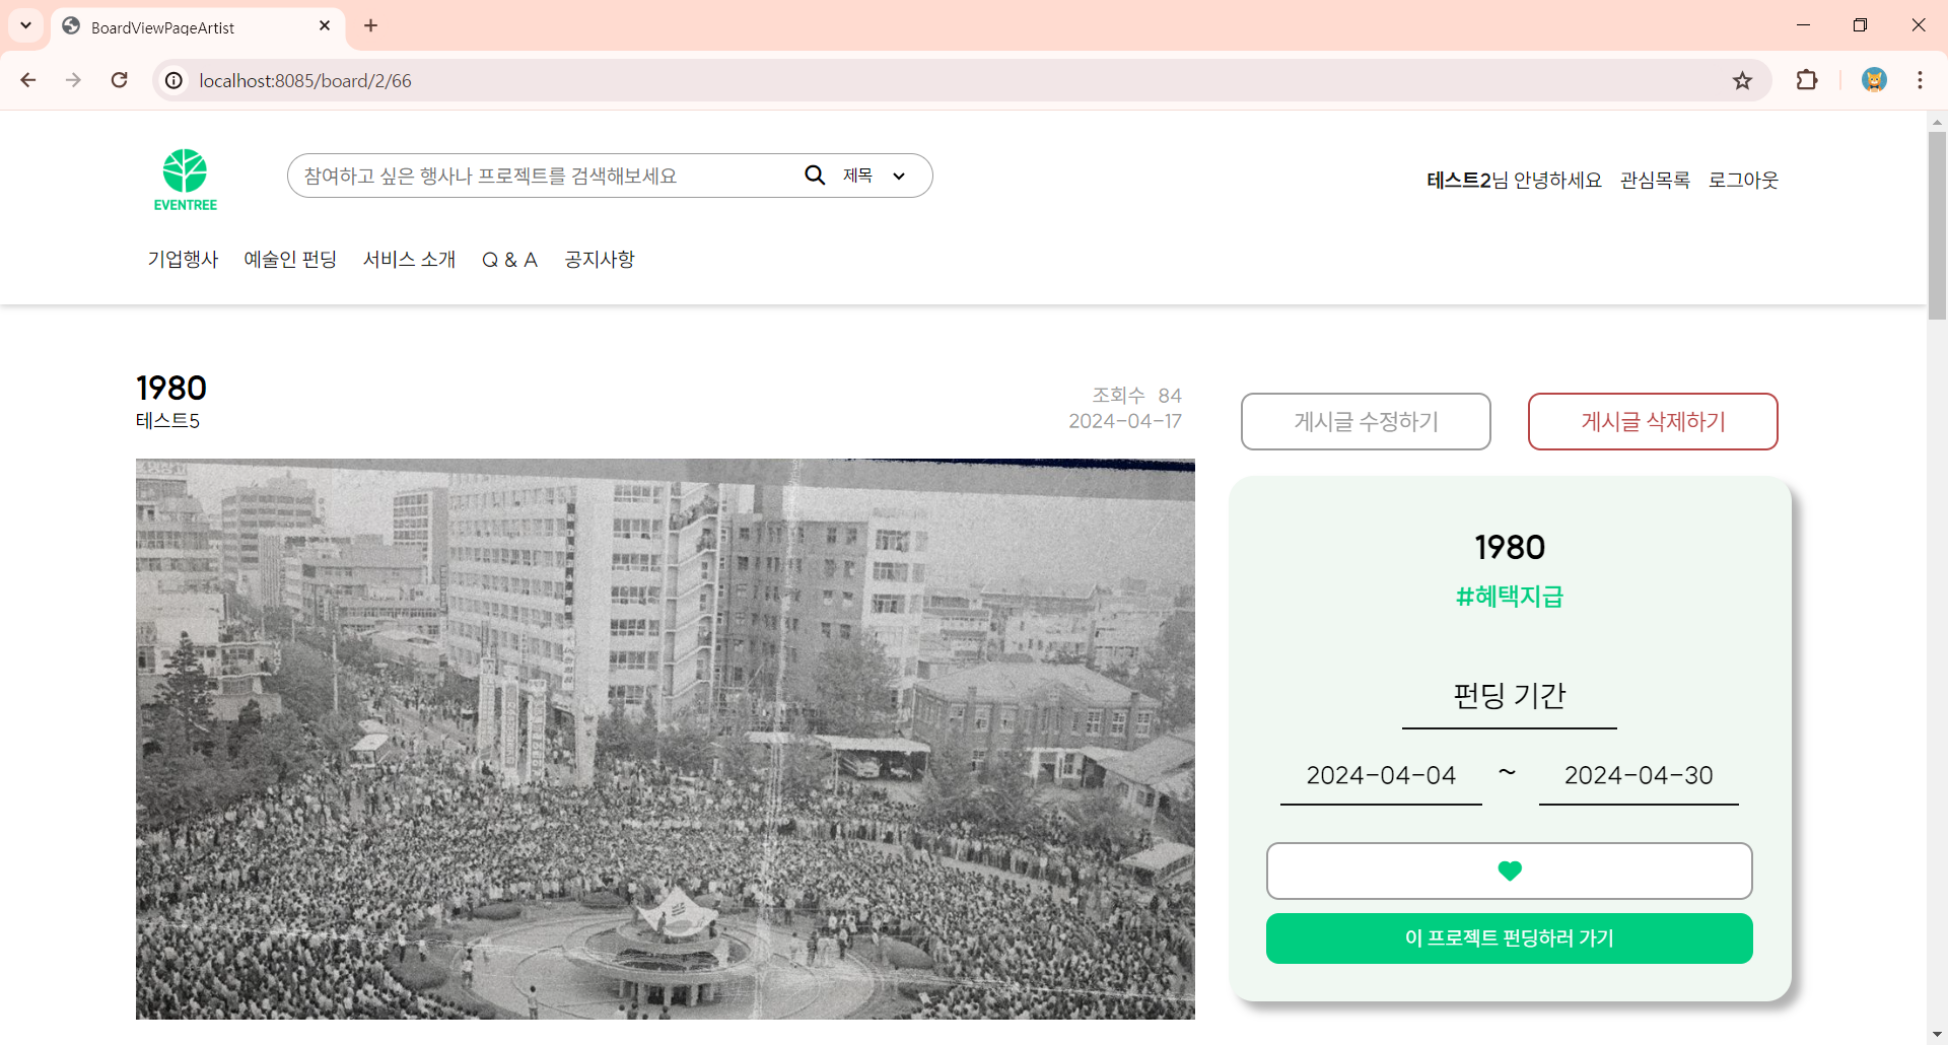 BoardViewPageArtist
localhost:8085/board/2/66
EVENTREE
참여하고 싶은 행사나 프로젝트를 검색해보세요
제목
테스트2님 안녕하세요 관심목록 로그아웃
기업행사 예술인 펀딩 서비스 소개 Q & A 공지사항
1980
테스트5
조회수 84
2024-04-17
게시글 수정하기
게시글 삭제하기
1980
#혜택지급
펀딩 기간
2024-04-04 ~ 2024-04-30
이 프로젝트 펀딩하러 가기